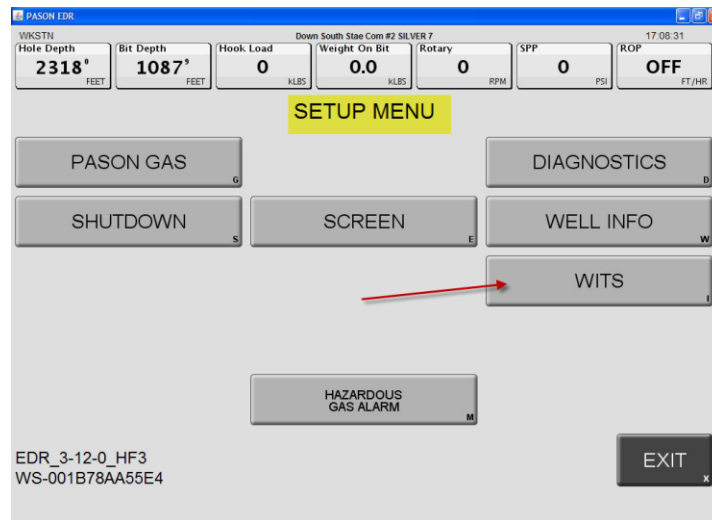 PASON EDR
WKSTN Down South Stae Com #2 SILVER 7 17:08:31
Hole Depth Bit Depth Hook Load Weight On Bit Rotary SPP ROP
2318⁰ 1087⁹ 0 0.0 0 0 OFF
FEET FEET kLBS kLBS RPM PSI FT/HR
SETUP MENU
PASON GAS G DIAGNOSTICS D
SHUTDOWN S SCREEN E WELL INFO W
WITS I
HAZARDOUS
GAS ALARM M
EDR_3-12-0_HF3
WS-001B78AA55E4
EXIT X